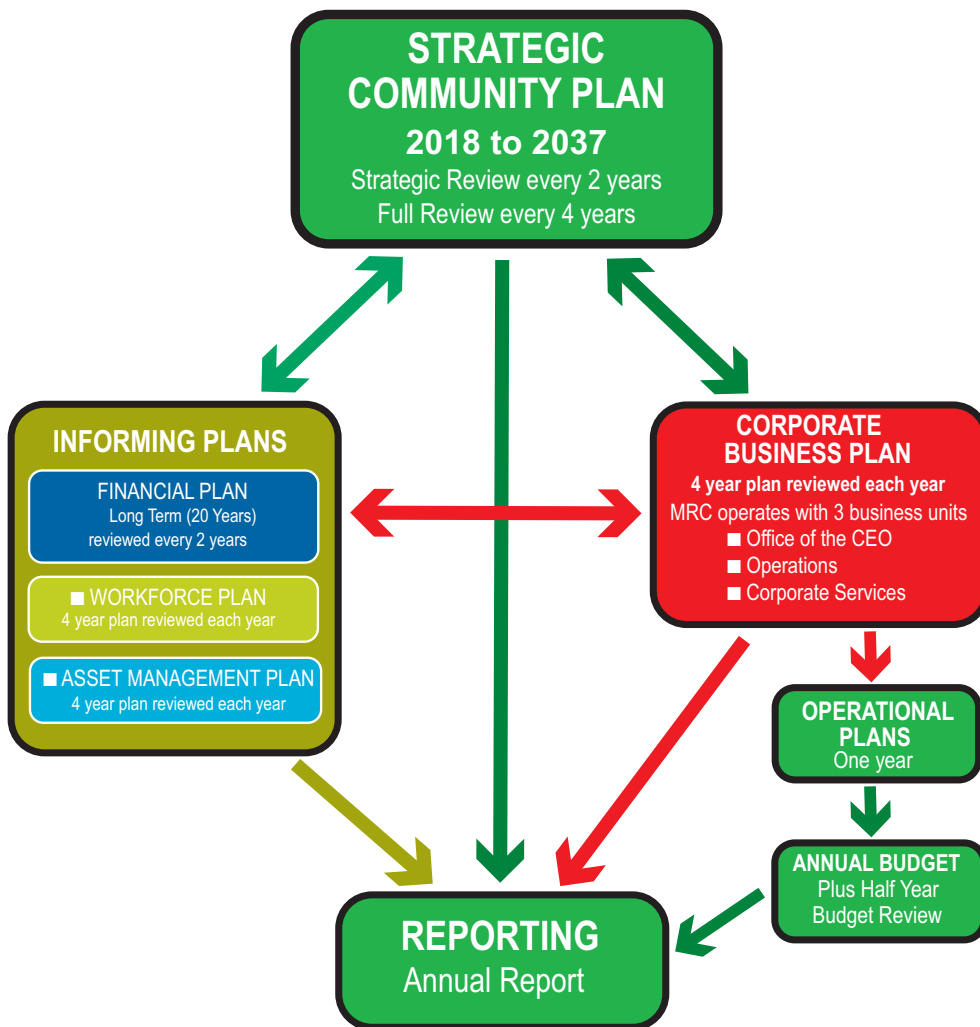 STRATEGIC
COMMUNITY PLAN
2018 to 2037
Strategic Review every 2 years
Full Review every 4 years
INFORMING PLANS
FINANCIAL PLAN
Long Term (20 Years)
reviewed every 2 years
■ WORKFORCE PLAN
4 year plan reviewed each year
■ ASSET MANAGEMENT PLAN
4 year plan reviewed each year
CORPORATE
BUSINESS PLAN
4 year plan reviewed each year
MRC operates with 3 business units
■ Office of the CEO
■ Operations
■ Corporate Services
OPERATIONAL
PLANS
One year
ANNUAL BUDGET
Plus Half Year
Budget Review
REPORTING
Annual Report